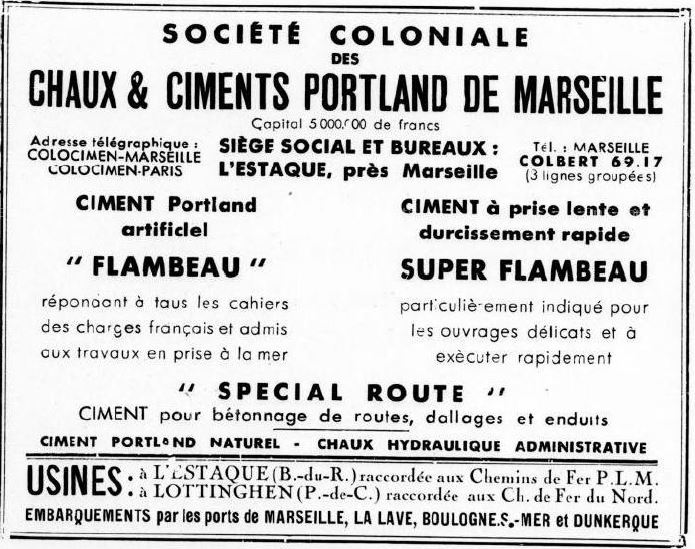 SOCIÉTÉ COLONIALE
DES
CHAUX & CIMENTS PORTLAND DE MARSEILLE
Capital 5000.000 de francs
Adresse télégraphique :
COLOCIMEN-MARSEILLE
COLOCIMEN-PARIS
SIÈGE SOCIAL ET BUREAUX :
L'ESTAQUE, près Marseille
Tél. : MARSEILLE
COLBERT 69.17
(3 lignes groupées)
CIMENT Portland
artificiel
" FLAMBEAU "
répondant à tous les cahiers
des charges français et admis
aux travaux en prise à la mer
CIMENT à prise lente et
durcissement rapide
SUPER FLAMBEAU
particulièrement indiqué pour
les ouvrages délicats et à
exècuter rapidement
" SPECIAL ROUTE "
CIMENT pour bétonnage de routes, dallages et enduits
CIMENT PORTLAND NATUREL - CHAUX HYDRAULIQUE ADMINISTRATIVE
USINES : à L'ESTAQUE (B.-du-R.) raccordée aux Chemins de Fer P.L.M.
à LOTTINGHEN (P.-de-C.) raccordée aux Ch. de Fer du Nord.
EMBARQUEMENTS par les ports de MARSEILLE, LA LAVE, BOULOGNE.S.-MER et DUNKERQUE